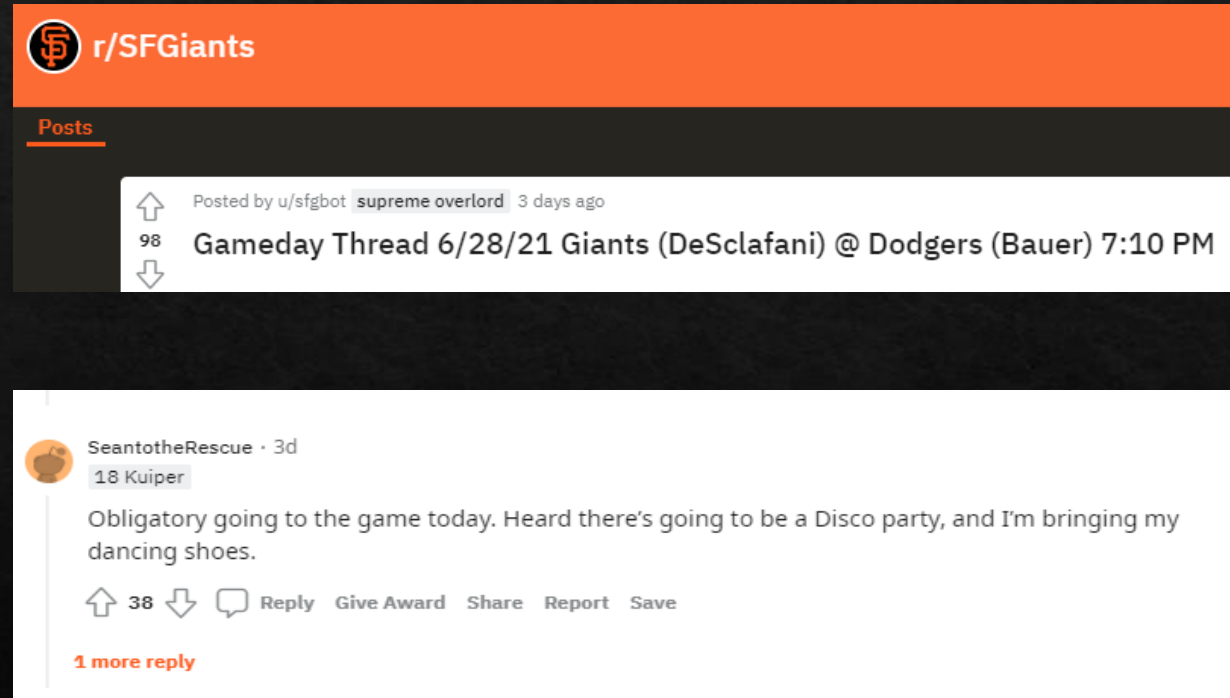 r/SFGiants
Posts
Posted by u/sfgbot supreme overlord 3 days ago
98
Gameday Thread 6/28/21 Giants (DeSclafani) @ Dodgers (Bauer) 7:10 PM
SeantotheRescue · 3d
18 Kuiper
Obligatory going to the game today. Heard there's going to be a Disco party, and I'm bringing my
dancing shoes.
38 Reply Give Award Share Report Save
1 more reply